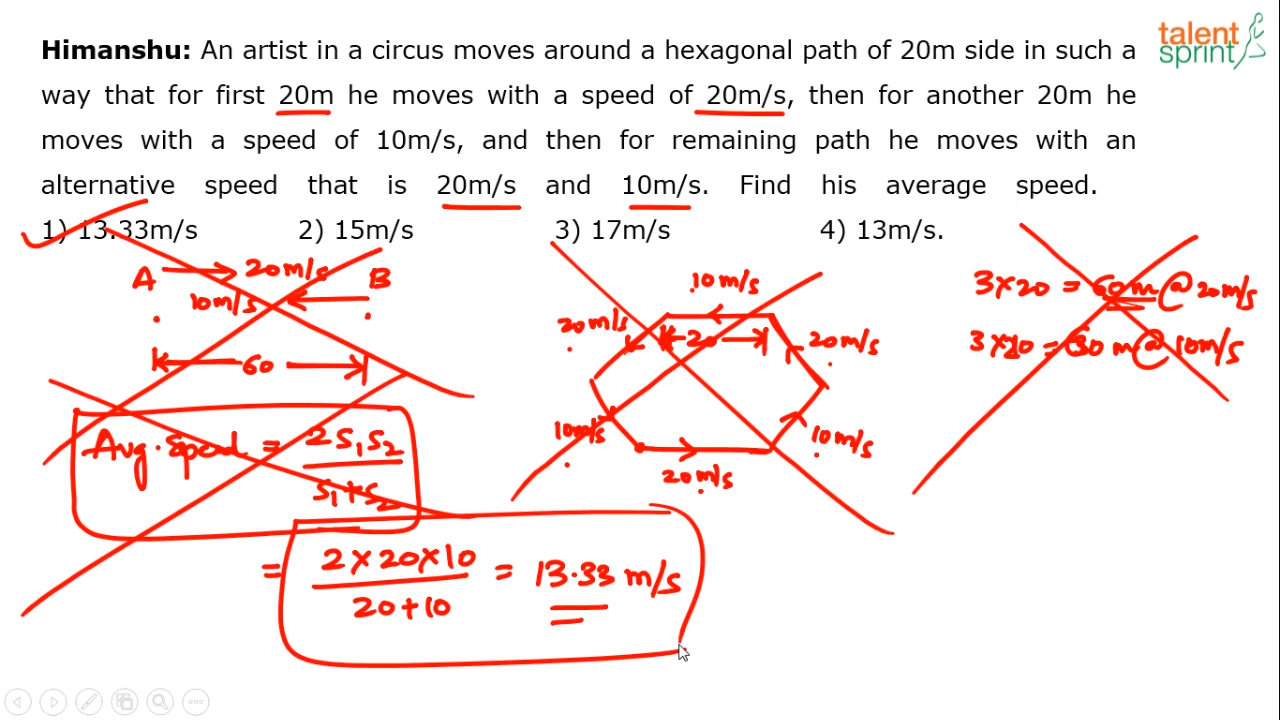 talent
sprint
Himanshu: An artist in a circus moves around a hexagonal path of 20m side in such a
way that for first 20m he moves with a speed of 20m/s, then for another 20m he
moves with a speed of 10m/s, and then for remaining path he moves with an
alternative speed that is 20m/s and 10m/s. Find his average speed.
1) 13.33m/s 2) 15m/s 3) 17m/s 4) 13m/s.
A 20m/s B
10m/s
60
10m/s
20m/s 20 20m/s
10m/s 10m/s
20m/s
3×20 = 60m @ 20m/s
3×20 = 60 m @ 10m/s
Avg. Speed = 2S₁S₂
S₁+S₂
= 2×20×10 = 13.33 m/s
20+10